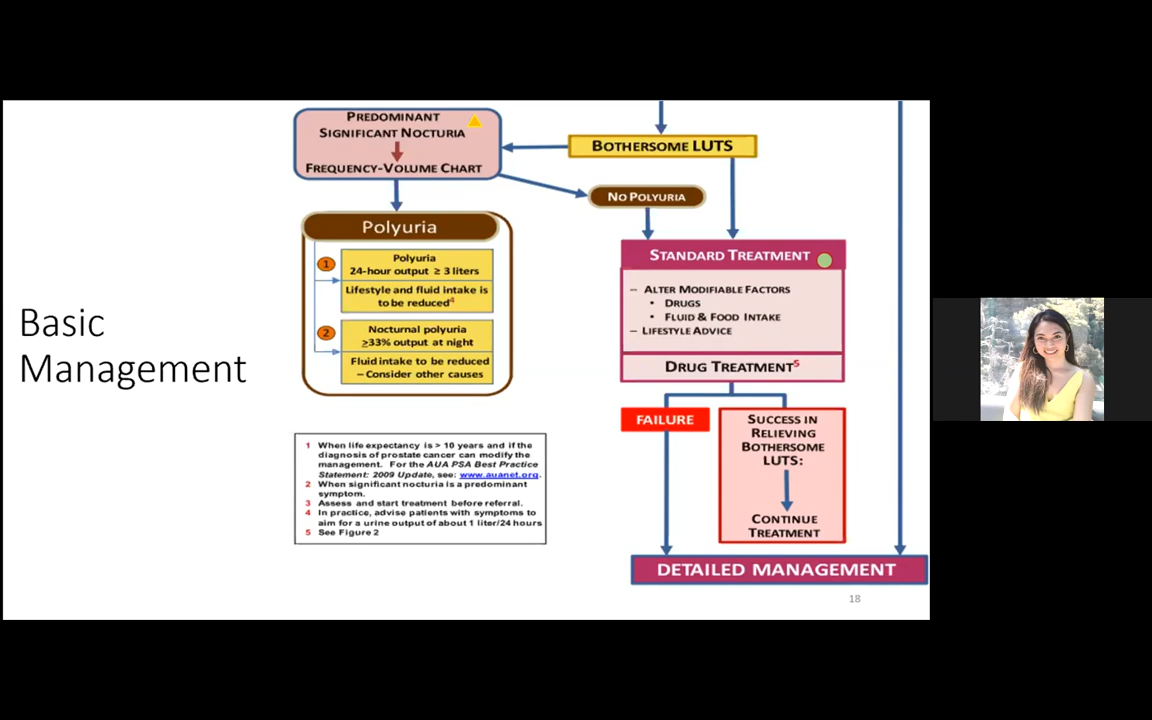 Basic
Management
PREDOMINANT
SIGNIFICANT NOCTURIA
FREQUENCY-VOLUME CHART
BOTHERSOME LUTS
NO POLYURIA
Polyuria
1
Polyuria
24-hour output ≥ 3 liters
Lifestyle and fluid intake is
to be reduced4
2
Nocturnal polyuria
≥33% output at night
Fluid intake to be reduced
– Consider other causes
STANDARD TREATMENT
– ALTER MODIFIABLE FACTORS
• DRUGS
• FLUID & FOOD INTAKE
– LIFESTYLE ADVICE
DRUG TREATMENT5
FAILURE
SUCCESS IN
RELIEVING
BOTHERSOME
LUTS:
CONTINUE
TREATMENT
DETAILED MANAGEMENT
1 When life expectancy is > 10 years and if the
diagnosis of prostate cancer can modify the
management. For the AUA PSA Best Practice
Statement: 2009 Update, see: www.auanet.org.
2 When significant nocturia is a predominant
symptom.
3 Assess and start treatment before referral.
4 In practice, advise patients with symptoms to
aim for a urine output of about 1 liter/24 hours
5 See Figure 2
18